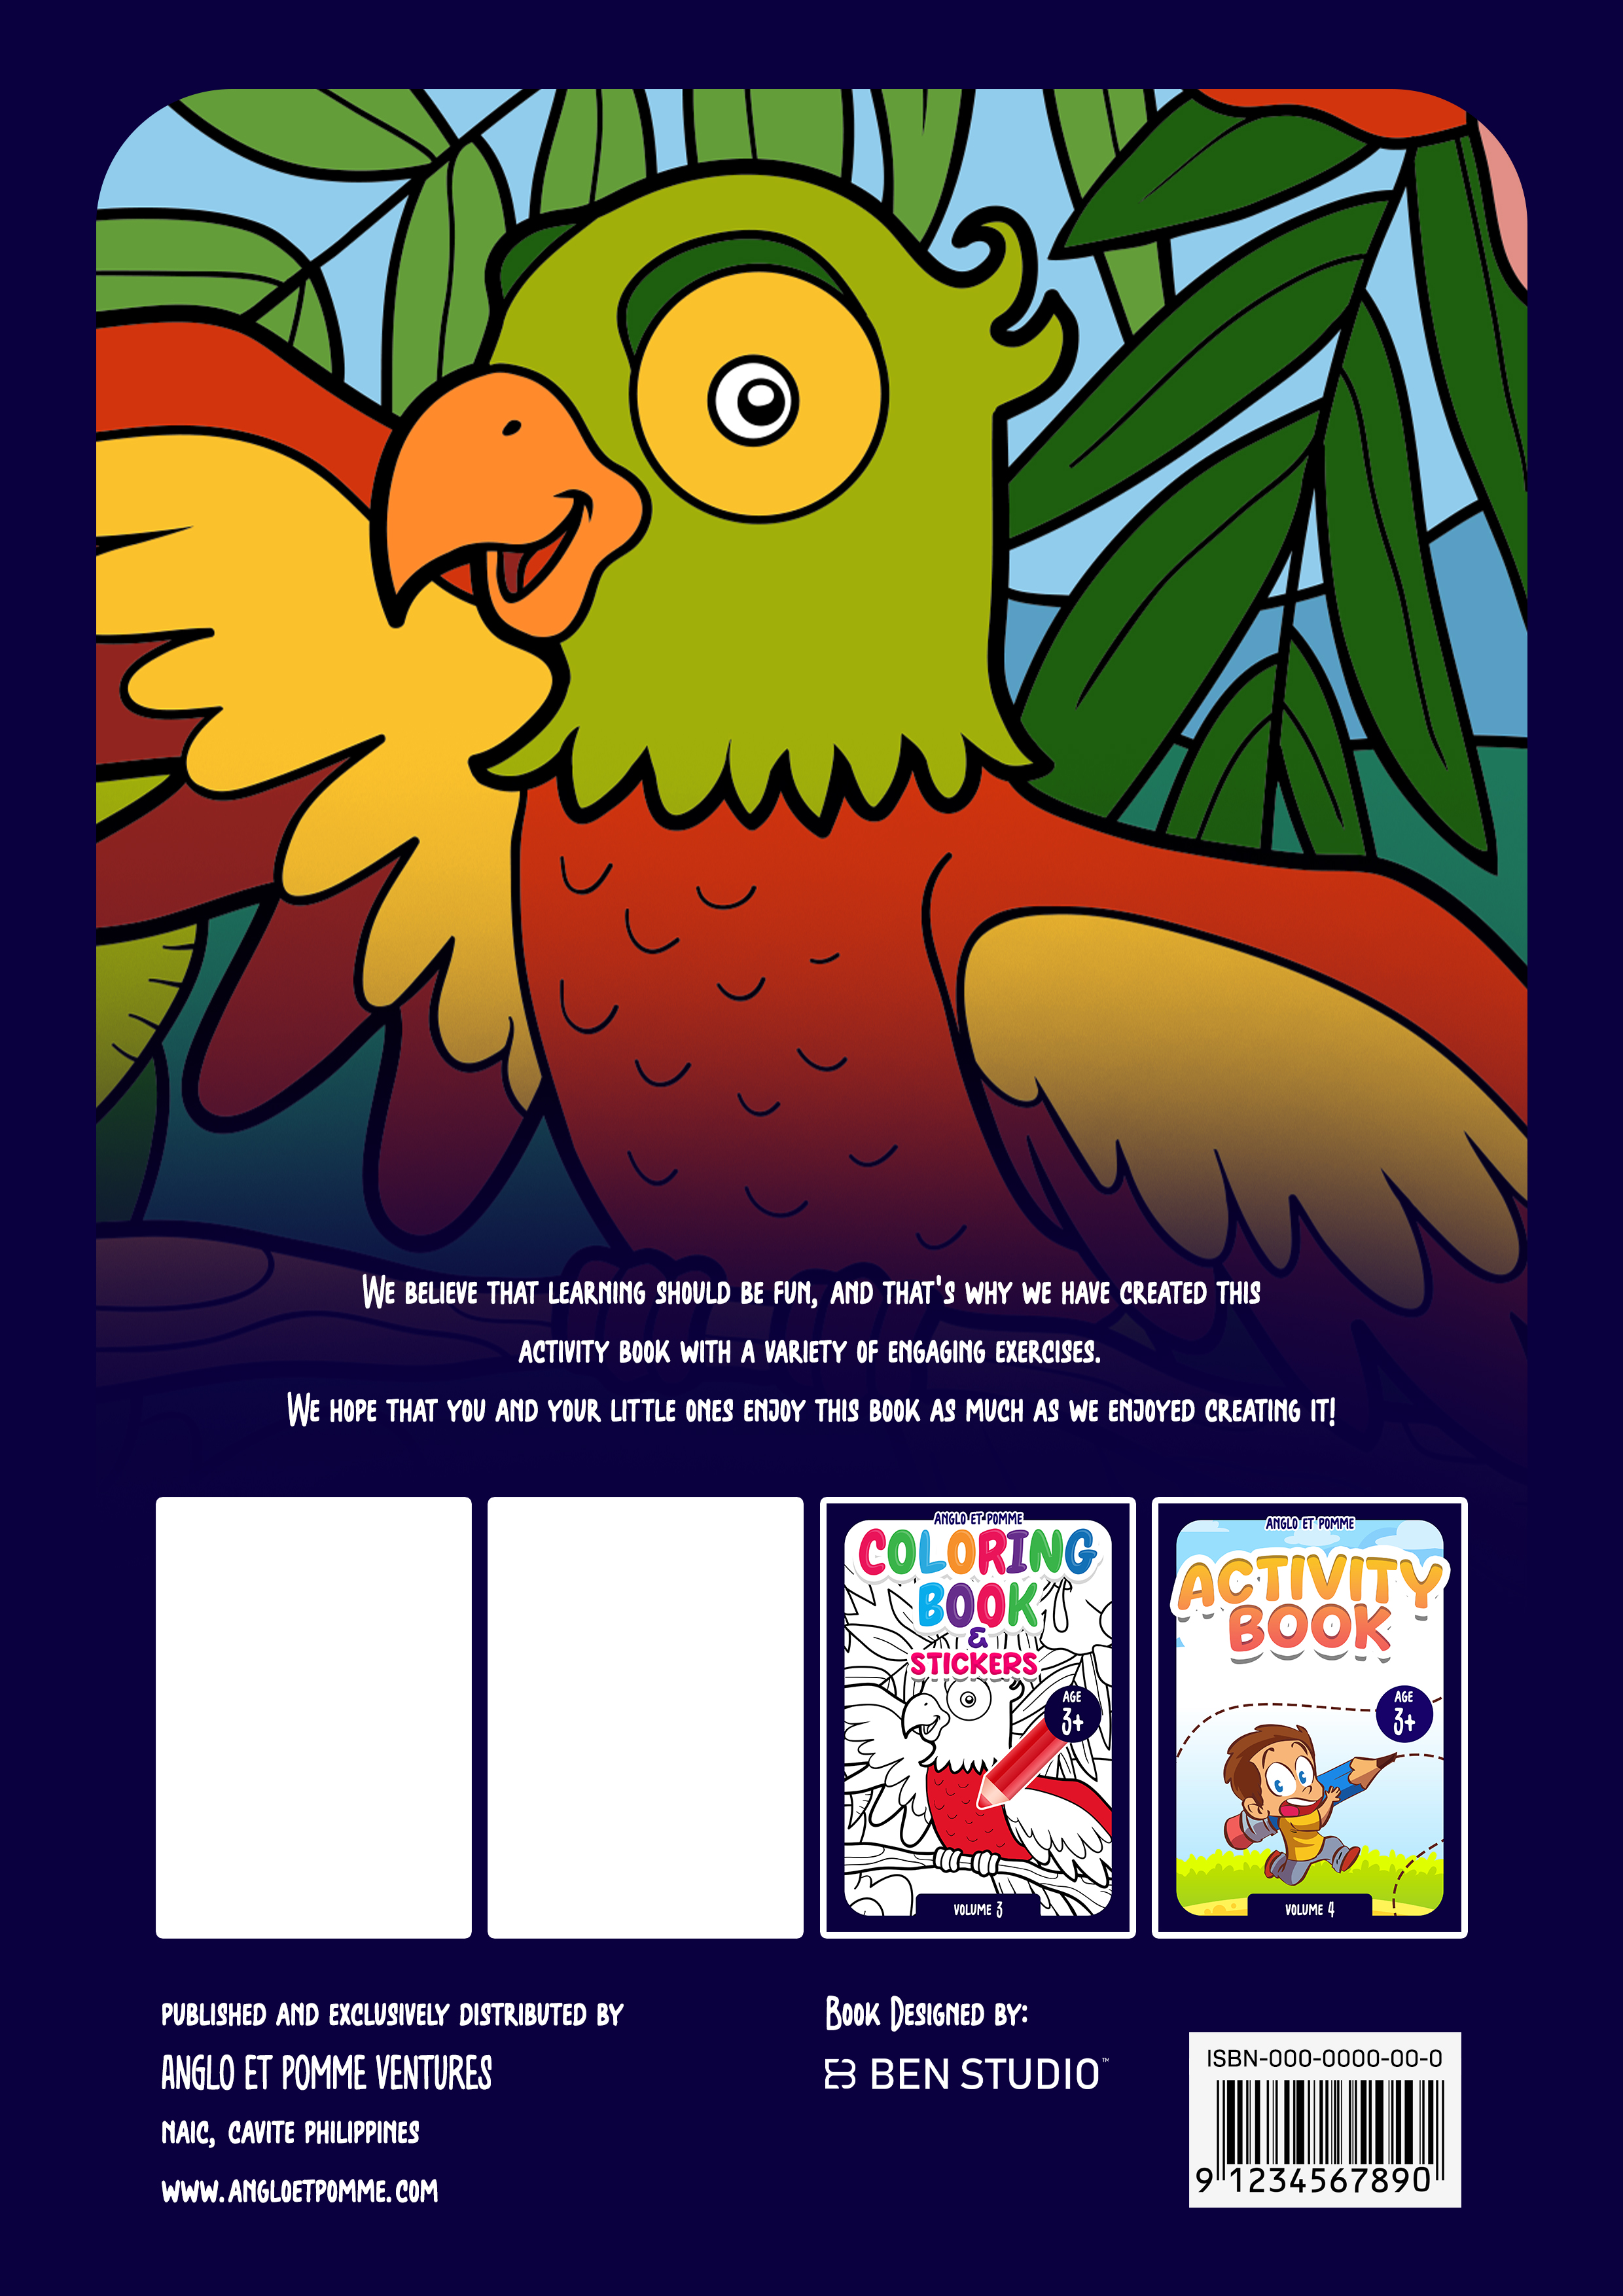 We believe that learning should be fun, and that's why we have created this
activity book with a variety of engaging exercises.
We hope that you and your little ones enjoy this book as much as we enjoyed creating it!
ANGLO ET POMME
COLORING
BOOK
&
STICKERS
AGE
3+
VOLUME 3
ANGLO ET POMME
ACTIVITY
BOOK
AGE
3+
VOLUME 4
PUBLISHED AND EXCLUSIVELY DISTRIBUTED BY
ANGLO ET POMME VENTURES
NAIC, CAVITE PHILIPPINES
WWW.ANGLOETPOMME.COM
Book Designed by:
BEN STUDIO™
ISBN-000-0000-00-0
9 1234567890